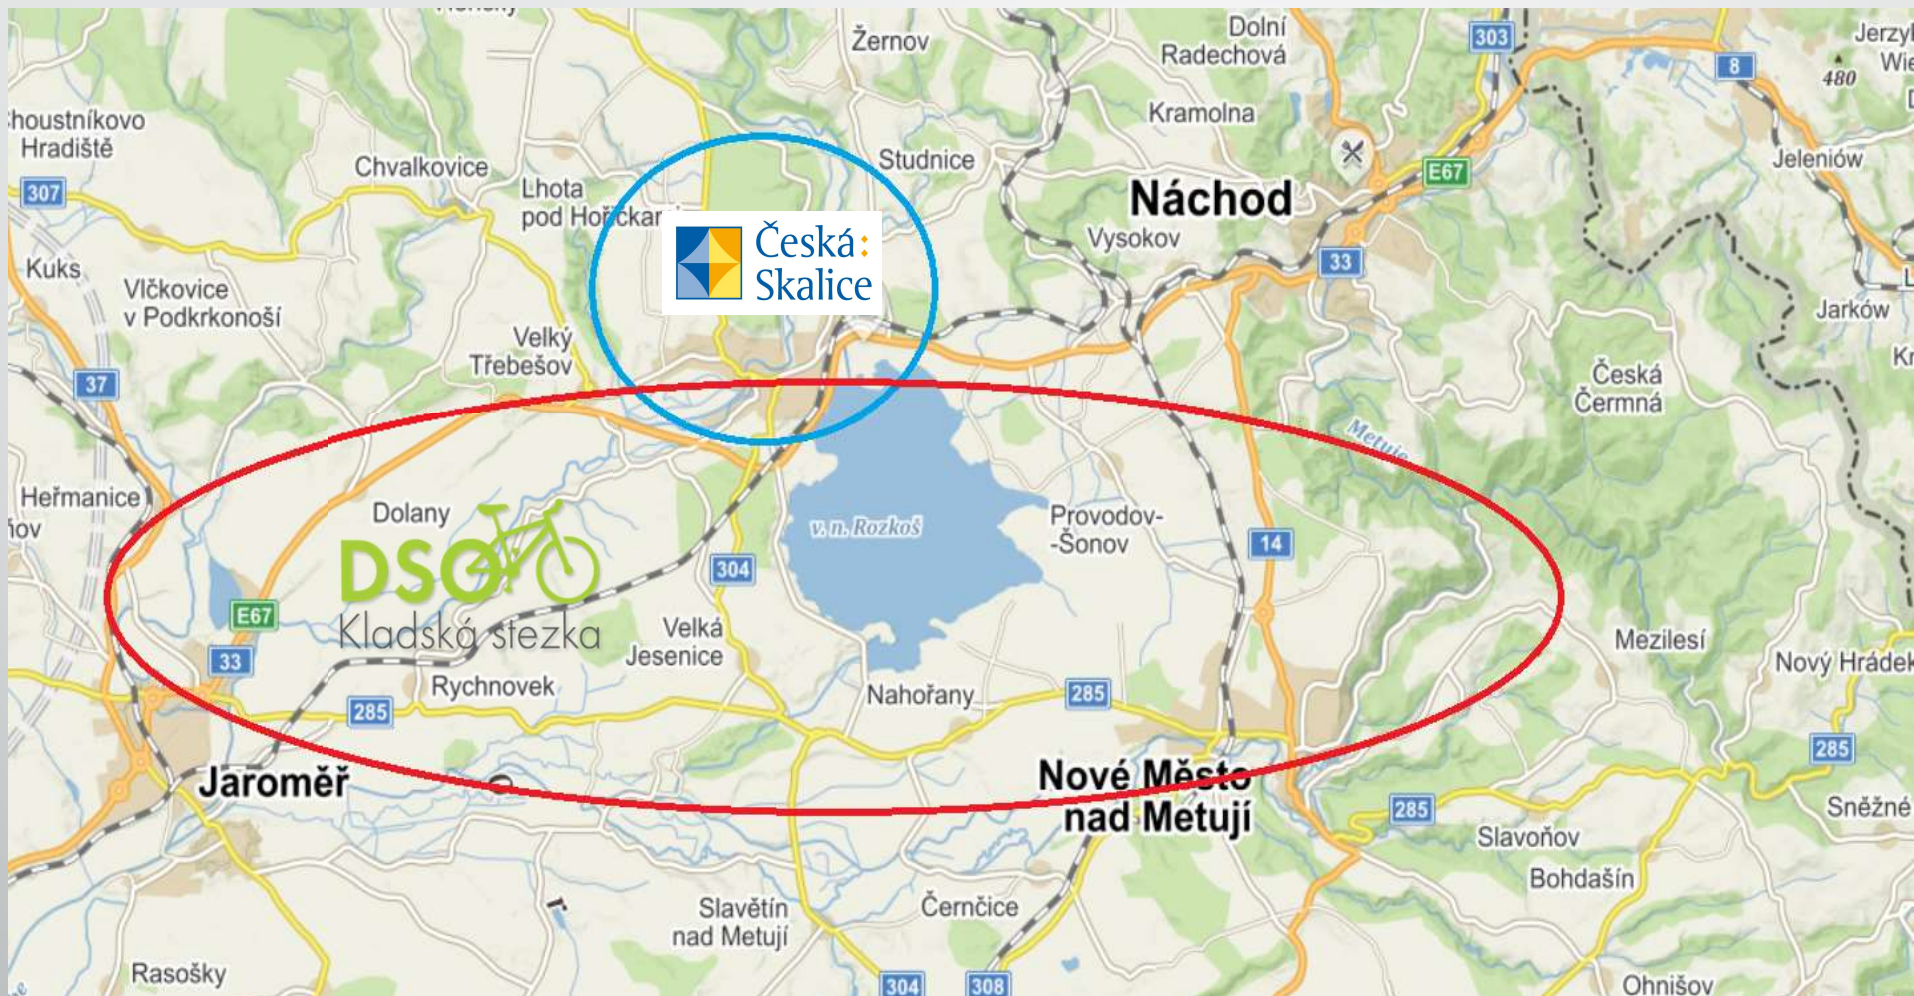 Žernov
Dolní
Radechová
303
8
480
Kramolna
Choustníkovo
Hradiště
Chvalkovice
Studnice
Jeleniów
E67
307
Lhota
pod Hořičkami
Náchod
Česká:
Skalice
Vysokov
33
Kuks
Vlčkovice
v Podkrkonoší
Jarków
Velký
Třebešov
37
Česká
Čermná
Metuje
Heřmanice
Dolany
v. n. Rozkoš
Provodov-
-Šonov
14
DSO
Kladská stezka
304
E67
33
Velká
Jesenice
Mezilesí
Nový Hrádek
Rychnovek
Nahořany
285
285
285
Jaroměř
Nové Město
nad Metují
285
Sněžné
Slavoňov
Bohdašín
Slavětín
nad Metují
Černčice
Rasošky
304
308
Ohnišov